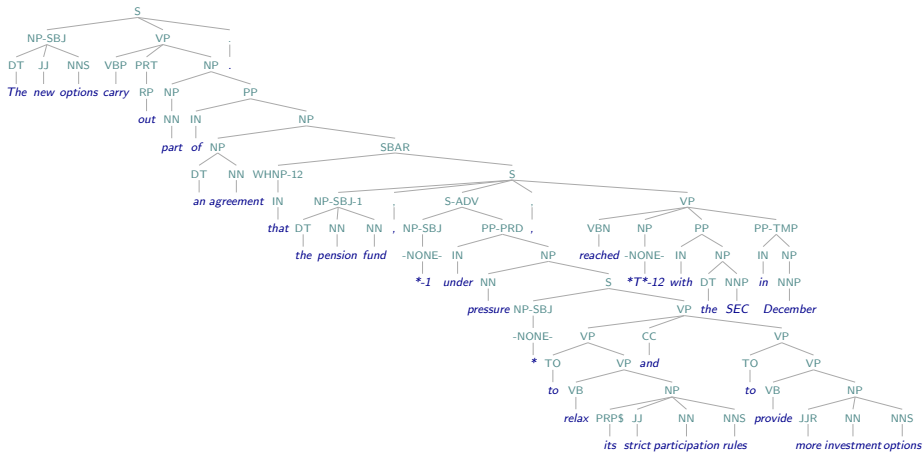 S
NP-SBJ VP .
DT JJ NNS VBP PRT NP .
The new options carry RP NP PP
out NN IN NP
part of NP SBAR
DT NN WHNP-12 S
an agreement IN NP-SBJ-1 , S-ADV , VP
that DT NN NN , NP-SBJ PP-PRD , VBN NP PP PP-TMP
the pension fund -NONE- IN NP reached -NONE- IN NP IN NP
*-1 under NN S *T*-12 with DT NNP in NNP
pressure NP-SBJ VP the SEC December
-NONE- VP CC VP
* TO VP and TO VP
to VB NP to VB NP
relax PRP$ JJ NN NNS provide JJR NN NNS
its strict participation rules more investment options